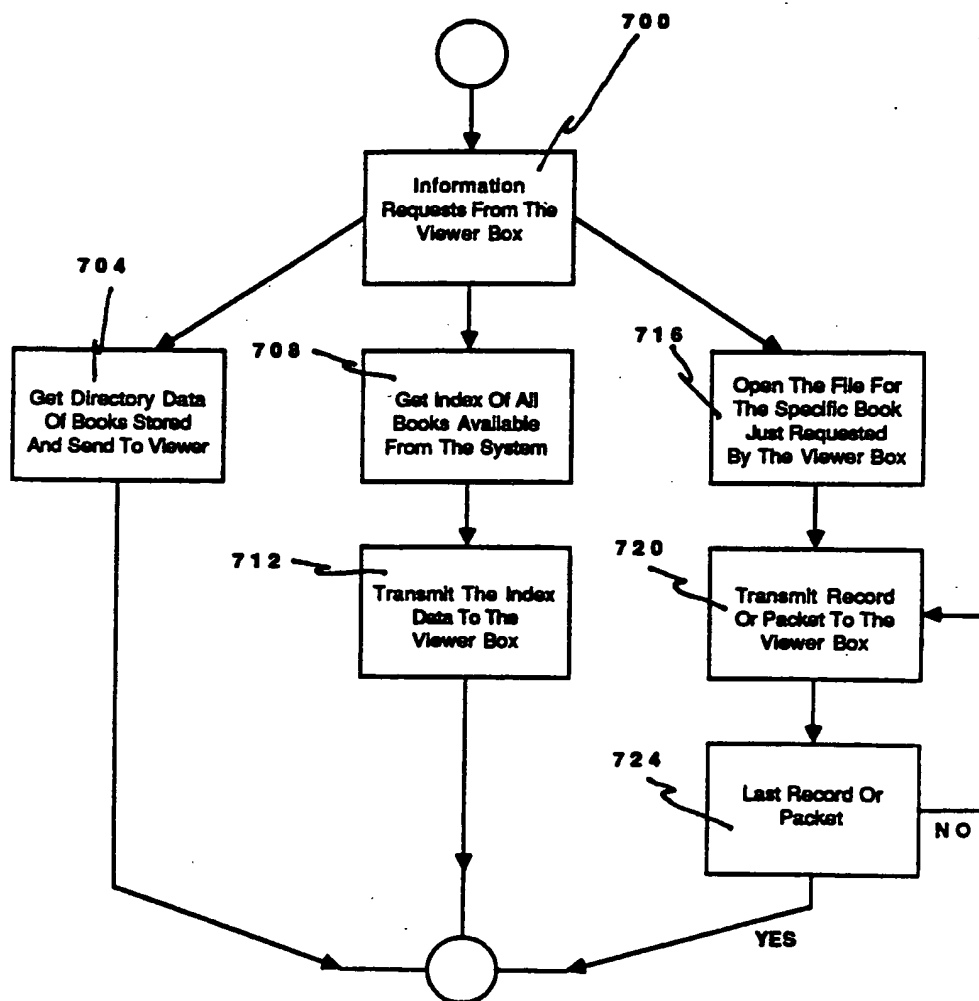 700
Information
Requests From The
Viewer Box
704
Get Directory Data
Of Books Stored
And Send To Viewer
708
Get Index Of All
Books Available
From The System
716
Open The File For
The Specific Book
Just Requested
By The Viewer Box
712
Transmit The Index
Data To The
Viewer Box
720
Transmit Record
Or Packet To The
Viewer Box
724
Last Record Or
Packet
NO
YES